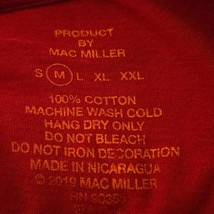 PRODUCT
BY
MAC MILLER
S M L XL XXL
100% COTTON
MACHINE WASH COLD
HANG DRY ONLY
DO NOT BLEACH
DO NOT IRON DECORATION
MADE IN NICARAGUA
© 2019 MAC MILLER